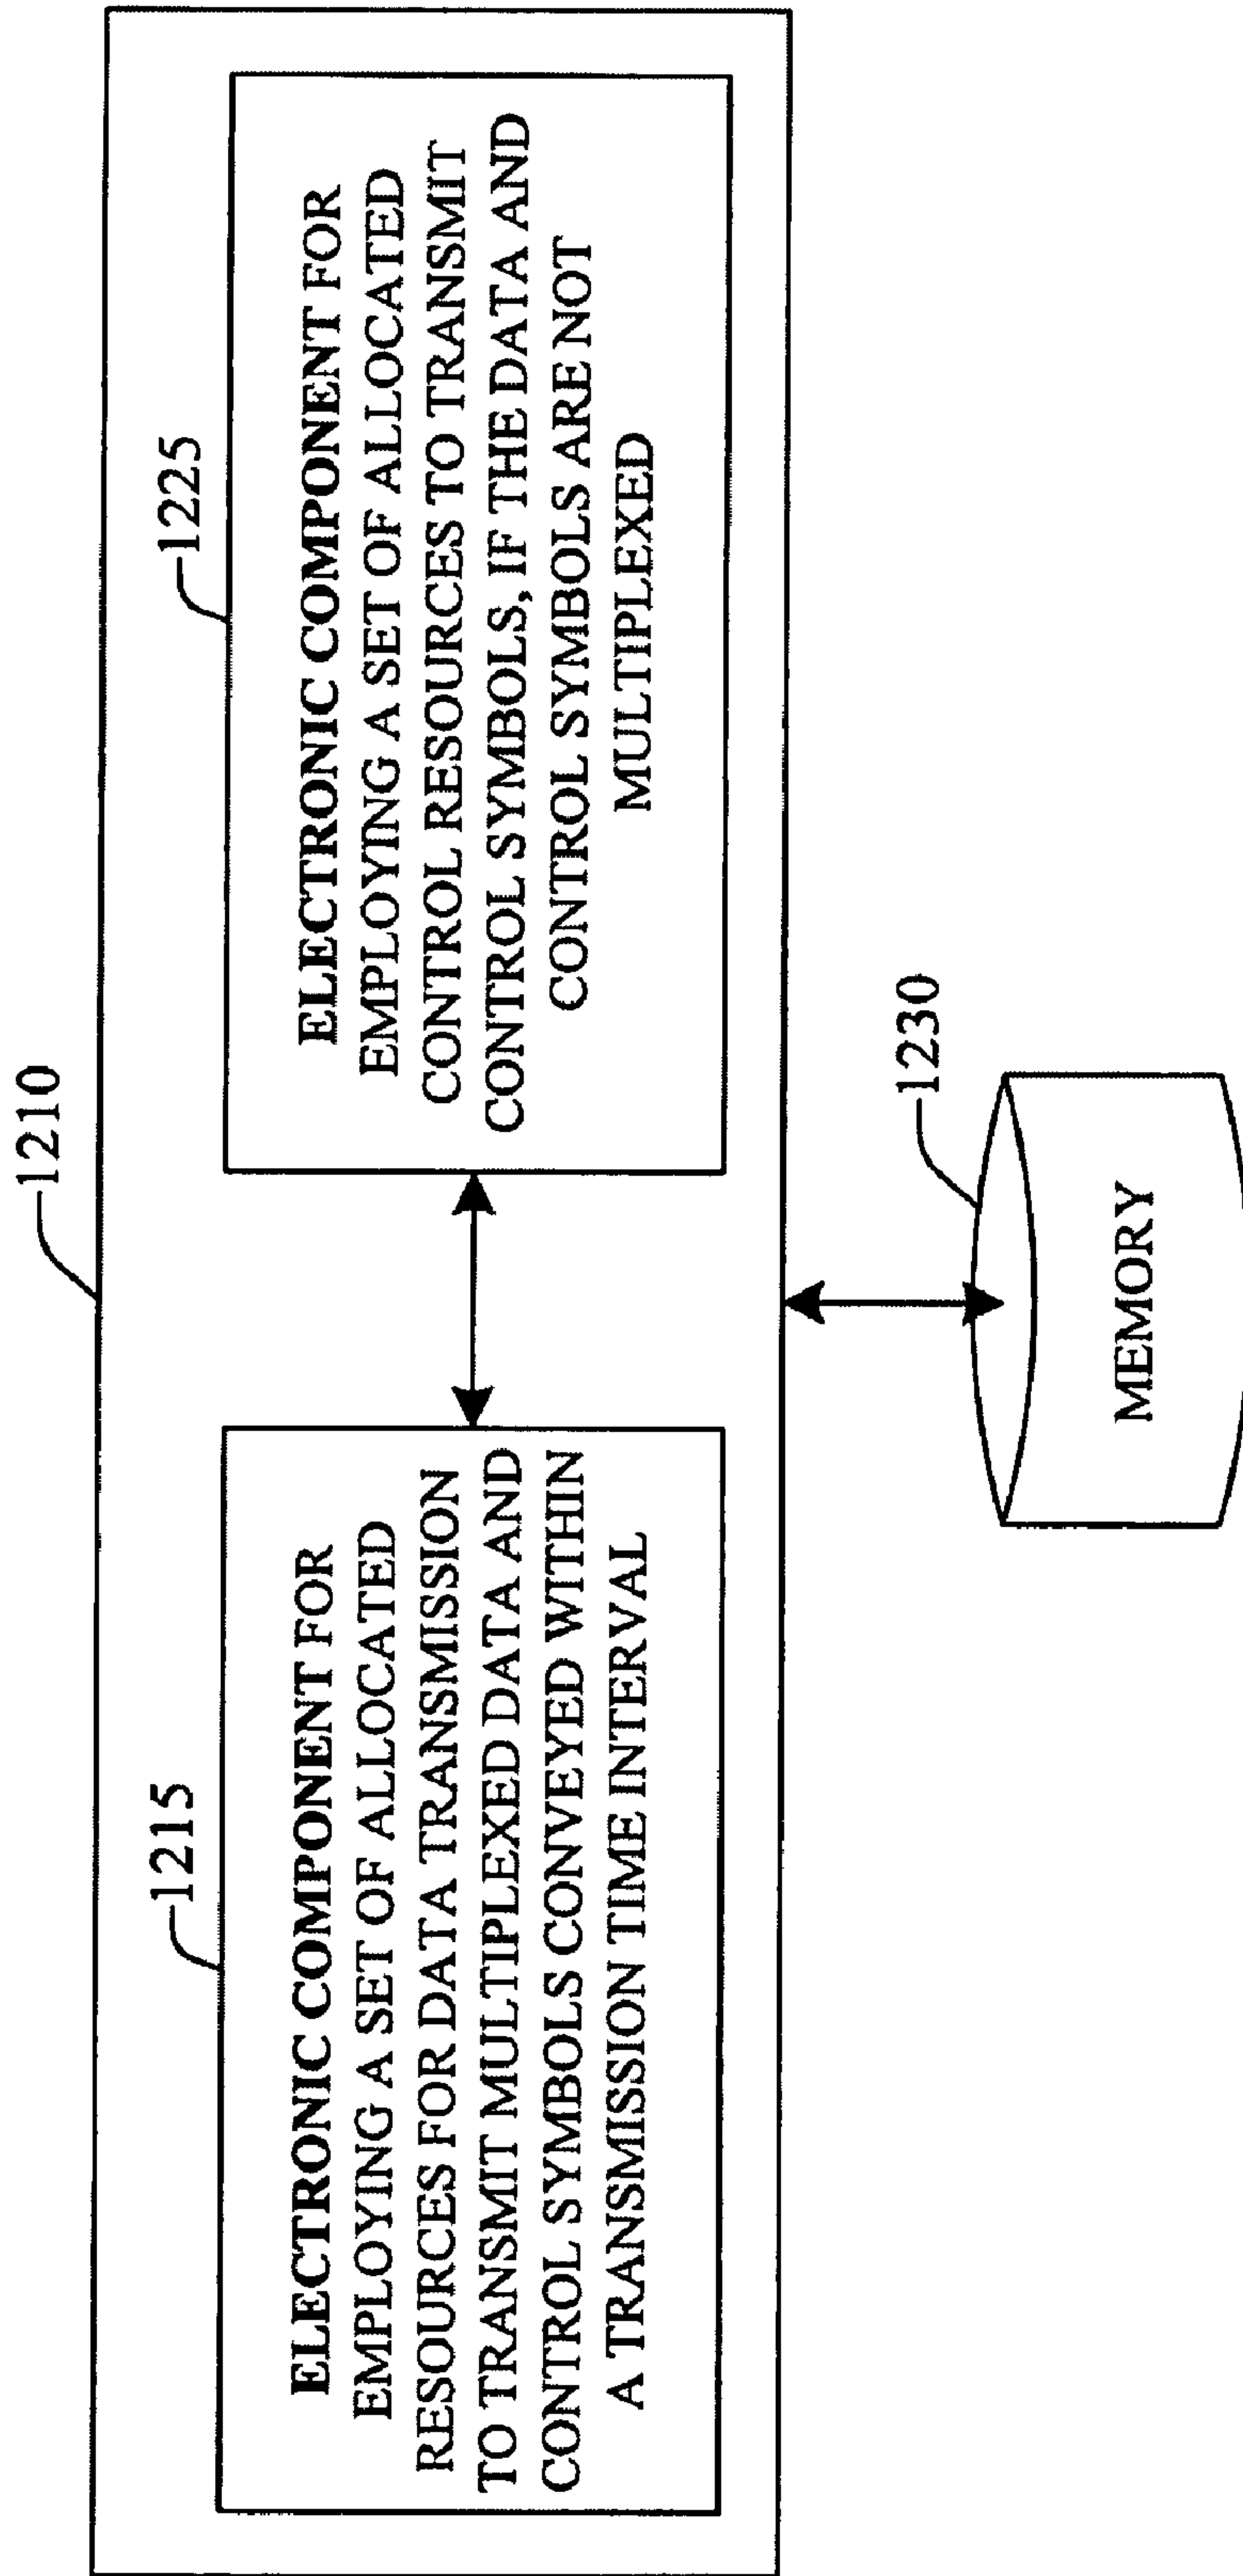 1210
1215
ELECTRONIC COMPONENT FOR
EMPLOYING A SET OF ALLOCATED
RESOURCES FOR DATA TRANSMISSION
TO TRANSMIT MULTIPLEXED DATA AND
CONTROL SYMBOLS CONVEYED WITHIN
A TRANSMISSION TIME INTERVAL
1225
ELECTRONIC COMPONENT FOR
EMPLOYING A SET OF ALLOCATED
CONTROL RESOURCES TO TRANSMIT
CONTROL SYMBOLS, IF THE DATA AND
CONTROL SYMBOLS ARE NOT
MULTIPLEXED
1230
MEMORY